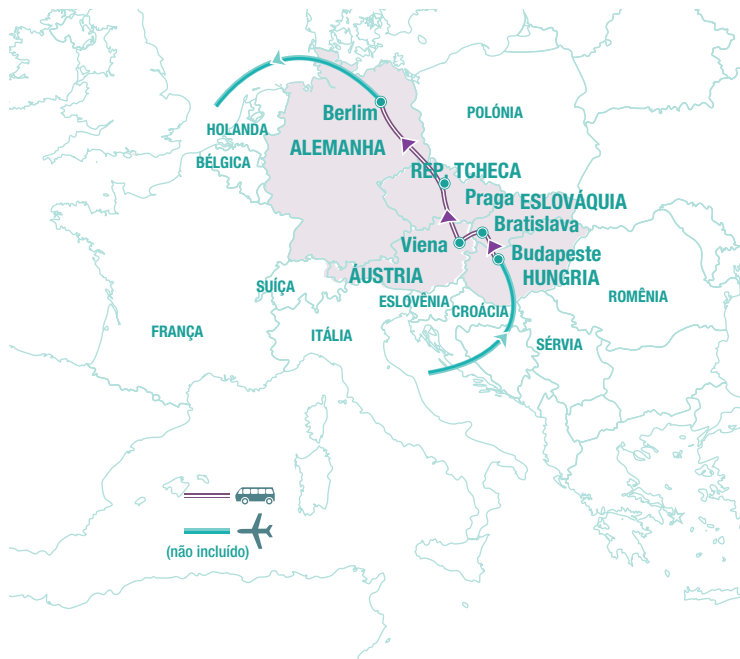 Berlim
POLÓNIA
HOLANDA
ALEMANHA
BÉLGICA
REP. TCHECA
Praga
ESLOVÁQUIA
Bratislava
Viena
Budapeste
ÁUSTRIA
HUNGRIA
SUÍÇA
ESLOVÊNIA
CROÁCIA
ROMÊNIA
FRANÇA
ITÁLIA
SÉRVIA
(não incluído)